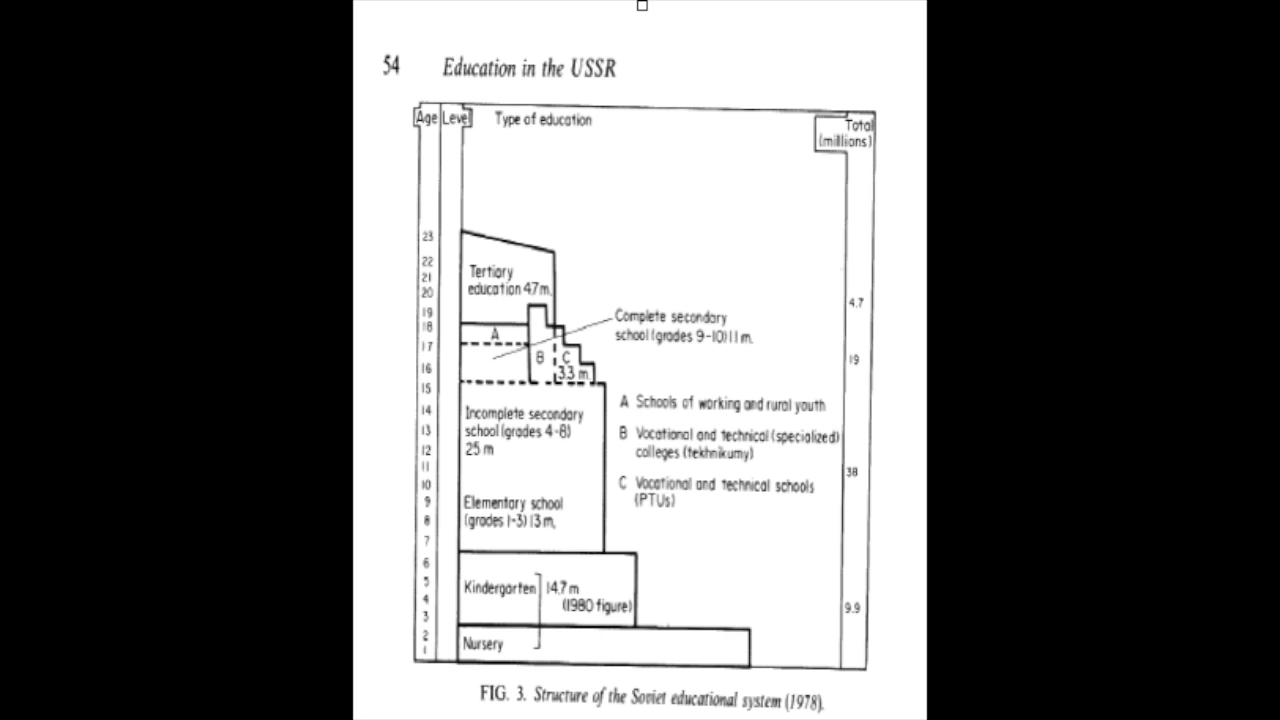 54 Education in the USSR
Age Level Type of education Total
(millions)
23
22
21
20
19
18
17
16
15
14
13
12
11
10
9
8
7
6
5
4
3
2
1
Tertiary
education 4.7m.
A
B
C
3.3 m
Complete secondary
school (grades 9-10) 11 m.
Incomplete secondary
school (grades 4-8)
25 m
Elementary school
(grades 1-3) 13 m,
Kindergarten
14.7 m
(1980 figure)
Nursery
A Schools of working and rural youth
B Vocational and technical (specialized)
colleges (tekhnikumy)
C Vocational and technical schools
(PTUs)
4.7
19
38
9.9
FIG. 3. Structure of the Soviet educational system (1978).